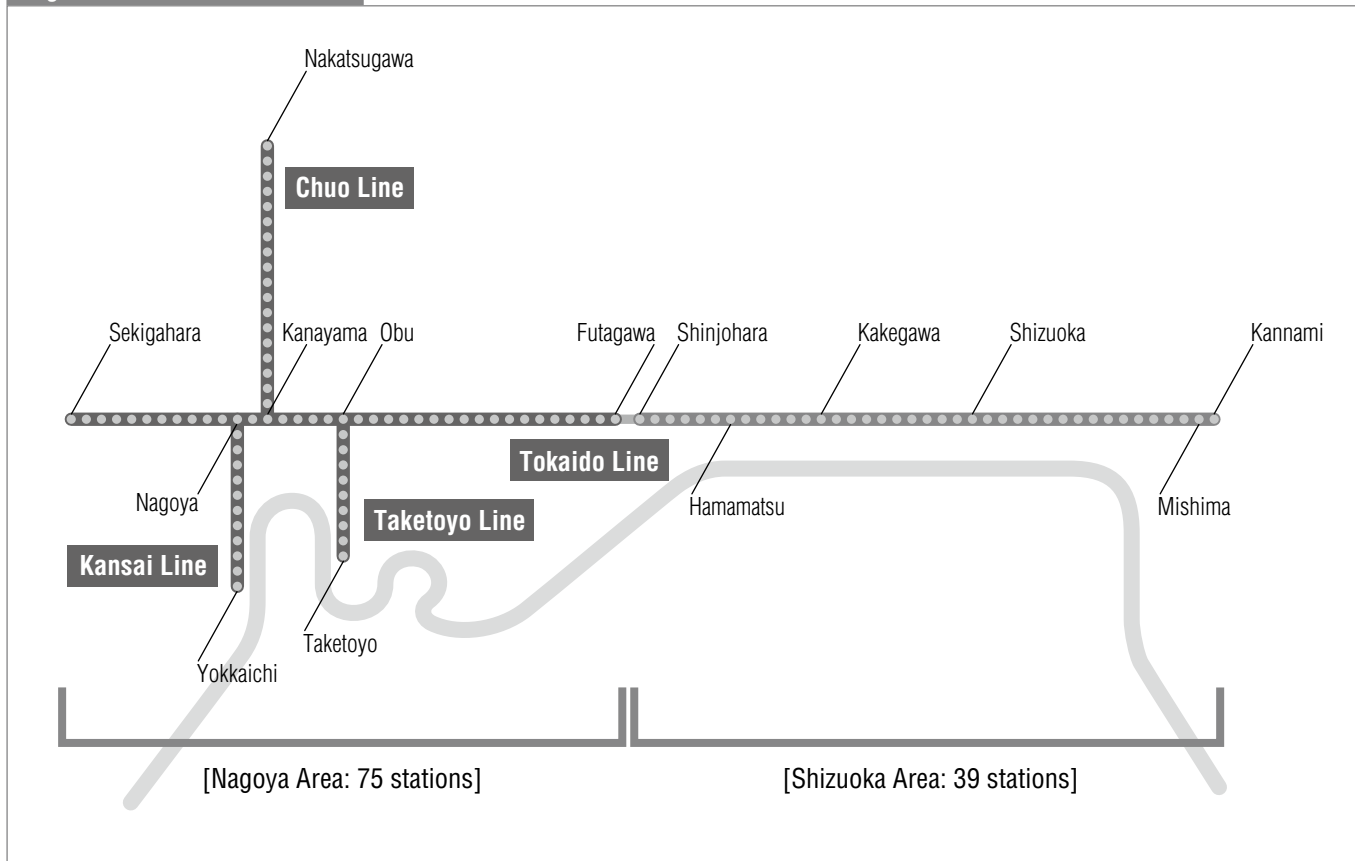 Nakatsugawa
Chuo Line
Sekigahara
Kanayama
Obu
Futagawa
Shinjohara
Kakegawa
Shizuoka
Kannami
Tokaido Line
Nagoya
Taketoyo Line
Hamamatsu
Mishima
Kansai Line
Taketoyo
Yokkaichi
[Nagoya Area: 75 stations]
[Shizuoka Area: 39 stations]